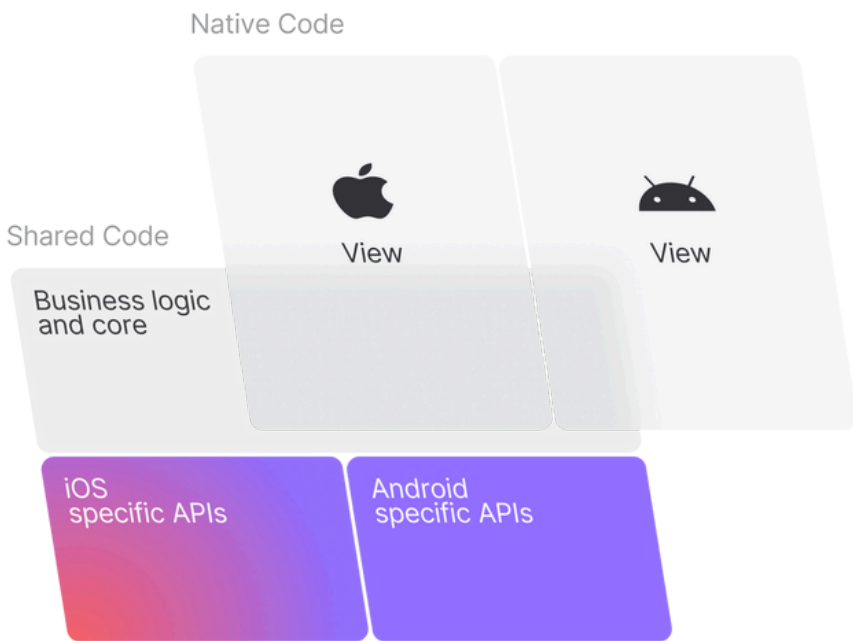 Native Code
View
View
Shared Code
Business logic
and core
iOS
specific APIs
Android
specific APIs